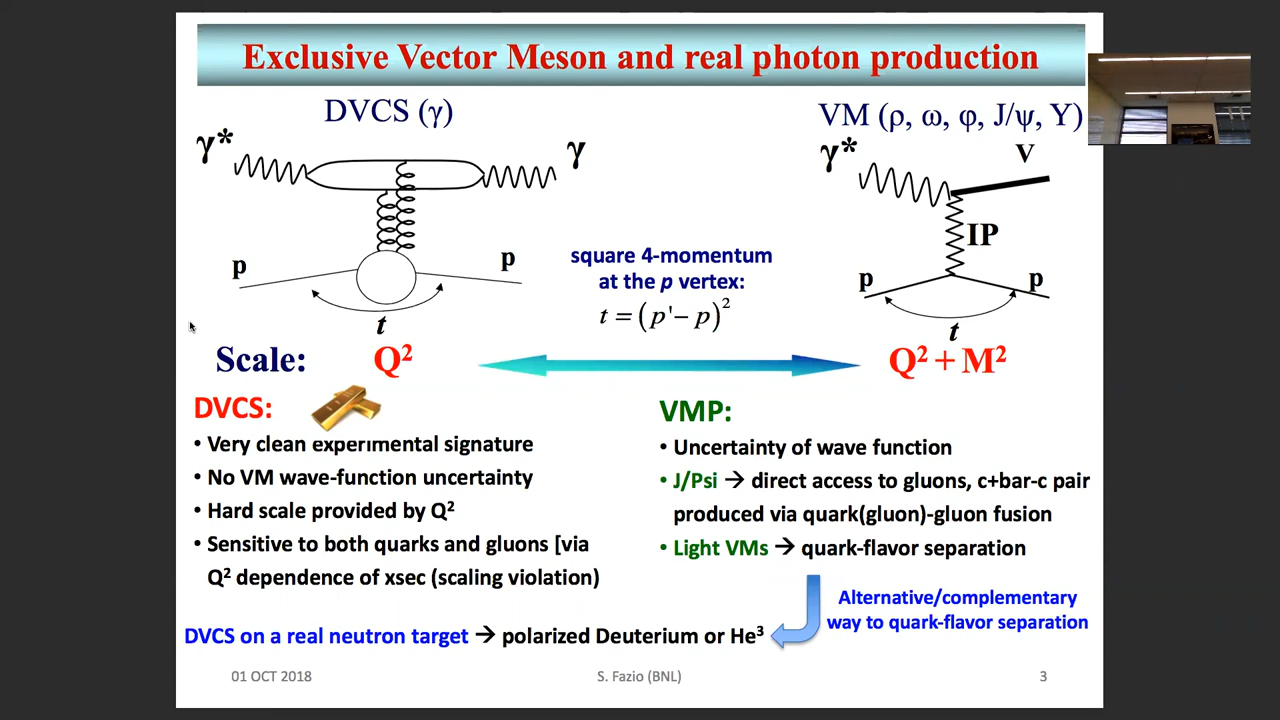 Exclusive Vector Meson and real photon production
DVCS (γ)
VM (ρ, ω, φ, J/ψ, Υ)
γ*
γ
γ*
V
IP
p
p
p
p
square 4-momentum
at the p vertex:
t = (p'− p)²
t
t
Scale:
Q²
Q² + M²
DVCS:
• Very clean experimental signature
• No VM wave-function uncertainty
• Hard scale provided by Q²
• Sensitive to both quarks and gluons [via
Q² dependence of xsec (scaling violation)
VMP:
• Uncertainty of wave function
• J/Psi → direct access to gluons, c+bar-c pair
produced via quark(gluon)-gluon fusion
• Light VMs → quark-flavor separation
Alternative/complementary
way to quark-flavor separation
DVCS on a real neutron target → polarized Deuterium or He³
01 OCT 2018
S. Fazio (BNL)
3